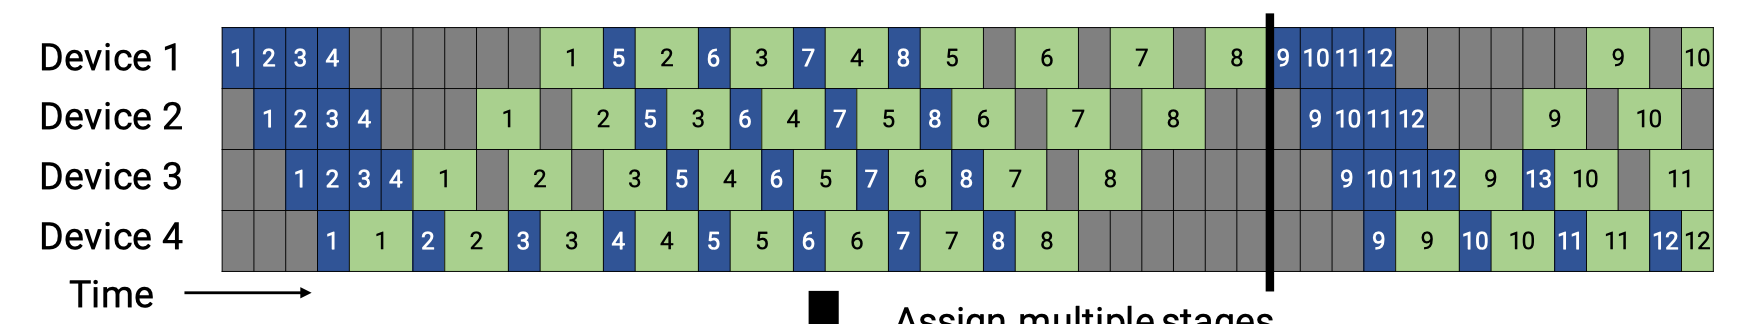 Device 1 1 2 3 4 1 5 2 6 3 7 4 8 5 6 7 8 9 10 11 12 9 10
Device 2 1 2 3 4 1 2 5 3 6 4 7 5 8 6 7 8 9 10 11 12 9 10
Device 3 1 2 3 4 1 2 3 5 4 6 5 7 6 8 7 8 9 10 11 12 9 13 10 11
Device 4 1 1 2 2 3 3 4 4 5 5 6 6 7 7 8 8 9 9 10 10 11 11 12 12
Time
Assign multiple stages